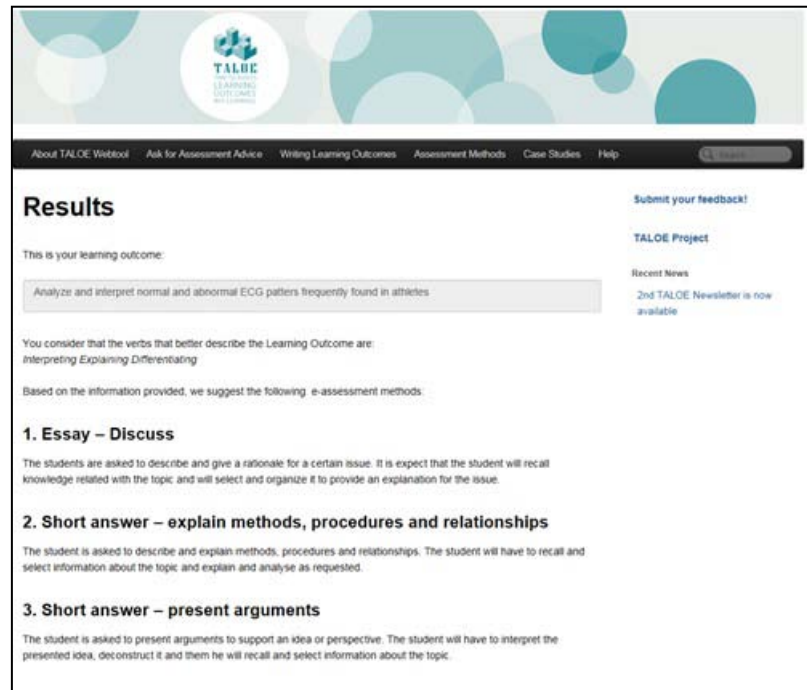 TALOE
TIME TO ASSESS
LEARNING
OUTCOMES
IN E-LEARNING
About TALOE Webtool Ask for Assessment Advice Writing Learning Outcomes Assessment Methods Case Studies Help Search
Results
Submit your feedback!
TALOE Project
This is your learning outcome:
Recent News
Analyze and interpret normal and abnormal ECG patters frequently found in athletes
2nd TALOE Newsletter is now
available
You consider that the verbs that better describe the Learning Outcome are:
Interpreting Explaining Differentiating
Based on the information provided, we suggest the following e-assessment methods:
1. Essay – Discuss
The students are asked to describe and give a rationale for a certain issue. It is expect that the student will recall
knowledge related with the topic and will select and organize it to provide an explanation for the issue.
2. Short answer – explain methods, procedures and relationships
The student is asked to describe and explain methods, procedures and relationships. The student will have to recall and
select information about the topic and explain and analyse as requested.
3. Short answer – present arguments
The student is asked to present arguments to support an idea or perspective. The student will have to interpret the
presented idea, deconstruct it and them he will recall and select information about the topic.